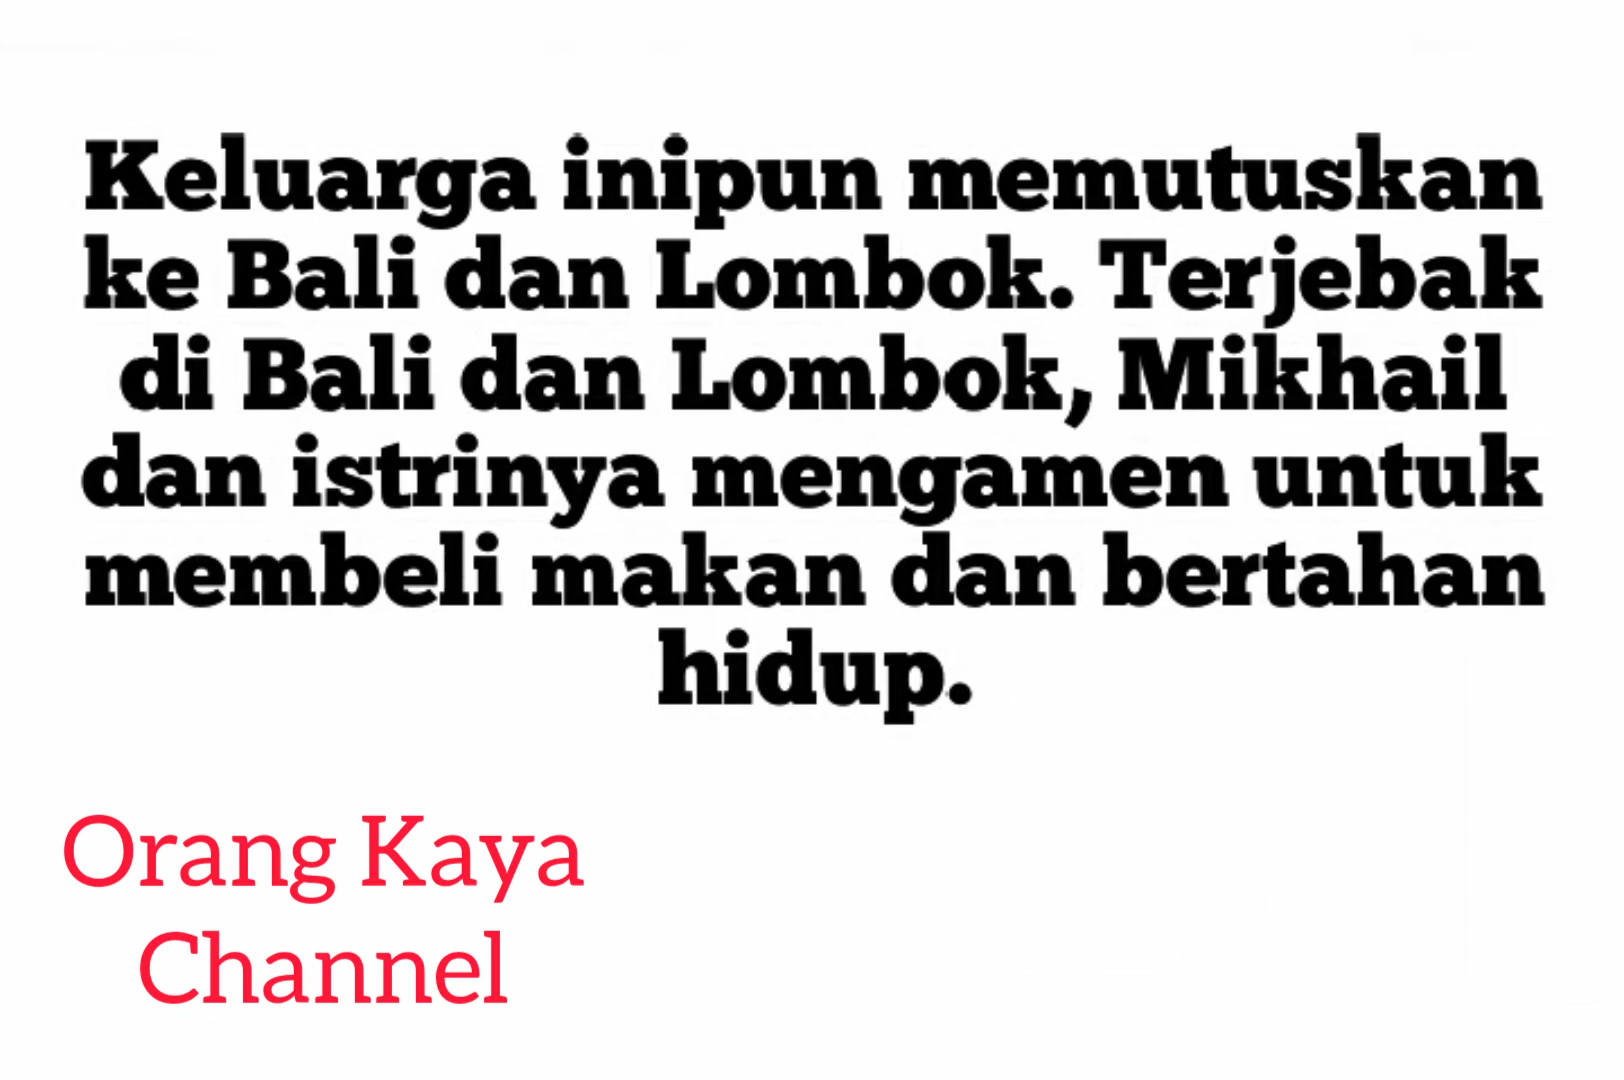 Keluarga inipun memutuskan
ke Bali dan Lombok. Terjebak
di Bali dan Lombok, Mikhail
dan istrinya mengamen untuk
membeli makan dan bertahan
hidup.
Orang Kaya
Channel